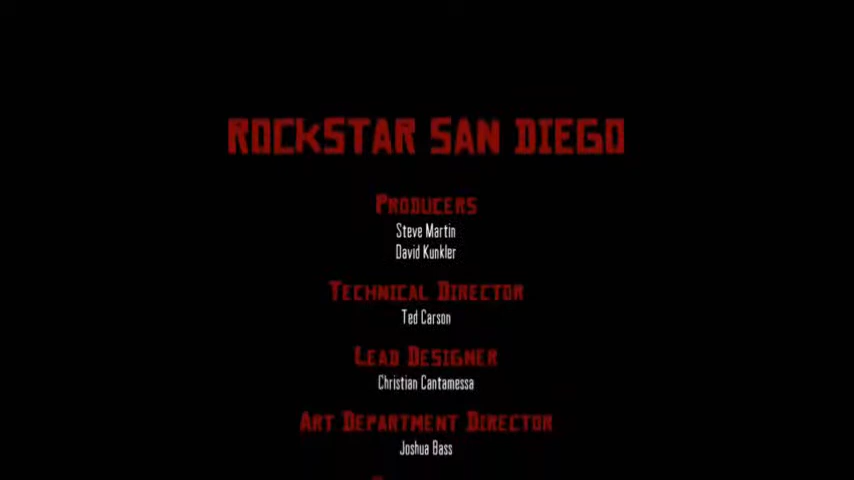 ROCKSTAR SAN DIEGO
PRODUCERS
Steve Martin
David Kunkler
TECHNICAL DIRECTOR
Ted Carson
LEAD DESIGNER
Christian Cantamessa
ART DEPARTMENT DIRECTOR
Joshua Bass